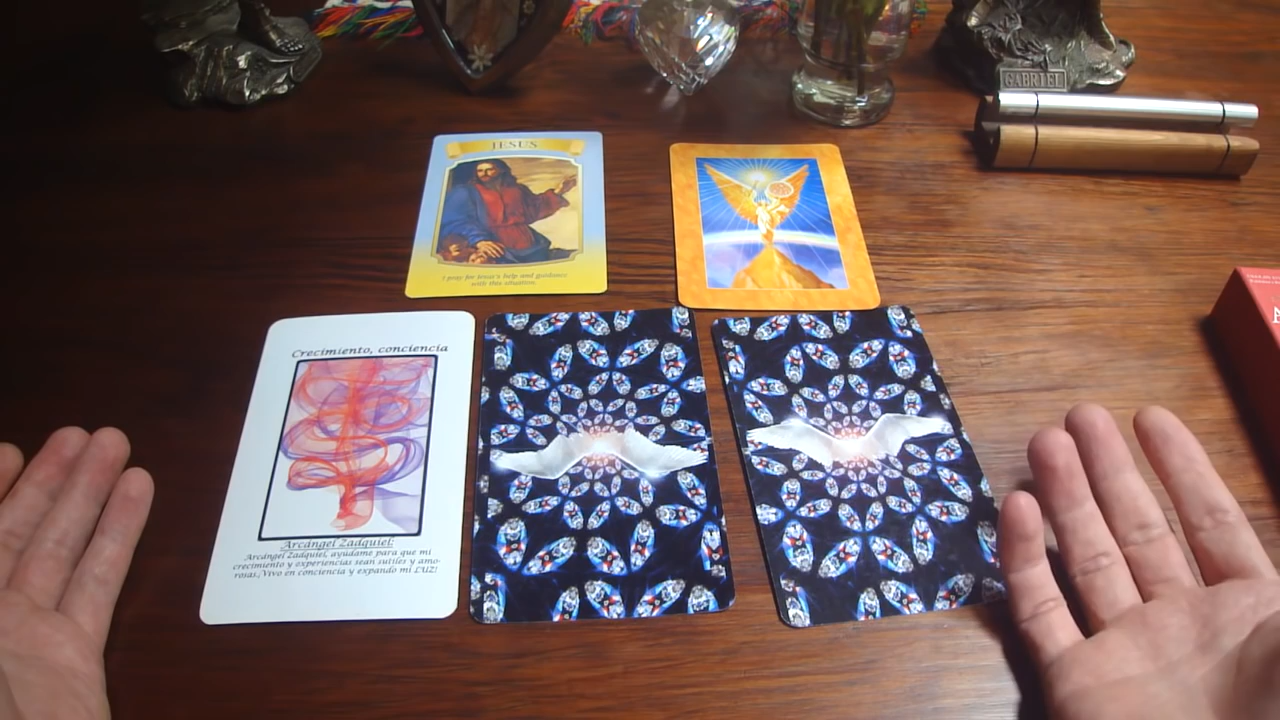 GABRIEL
JESUS
I pray for Jesus's help and guidance
with this situation.
Crecimiento, conciencia
Arcángel Zadquiel:
Arcángel Zadquiel, ayúdame para que mi
crecimiento y experiencias sean sutiles y amo-
rosas, Vivo en conciencia y expando mi LUZ!